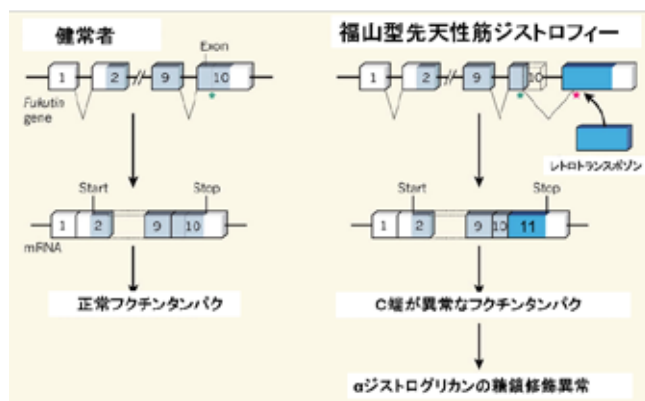 健常者
Exon
1 2 9 10
Fukutin
gene
Start Stop
1 2 9 10
mRNA
正常フクチンタンパク
福山型先天性筋ジストロフィー
1 2 9 10
レトロトランスポゾン
Start Stop
1 2 9 10 11
C端が異常なフクチンタンパク
αジストログリカンの糖鎖修飾異常